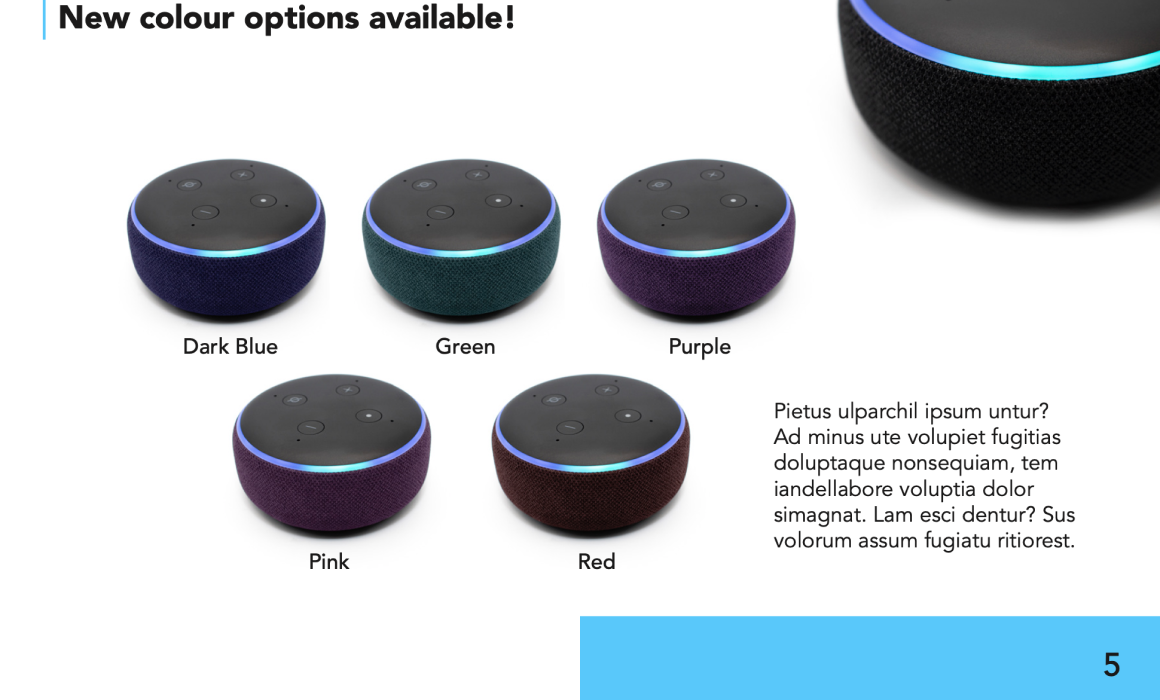 New colour options available!
Dark Blue
Green
Purple
Pink
Red
Pietus ulparchil ipsum untur?
Ad minus ute volupiet fugitias
doluptaque nonsequiam, tem
iandellabore voluptia dolor
simagnat. Lam esci dentur? Sus
volorum assum fugiatu ritiorest.
5